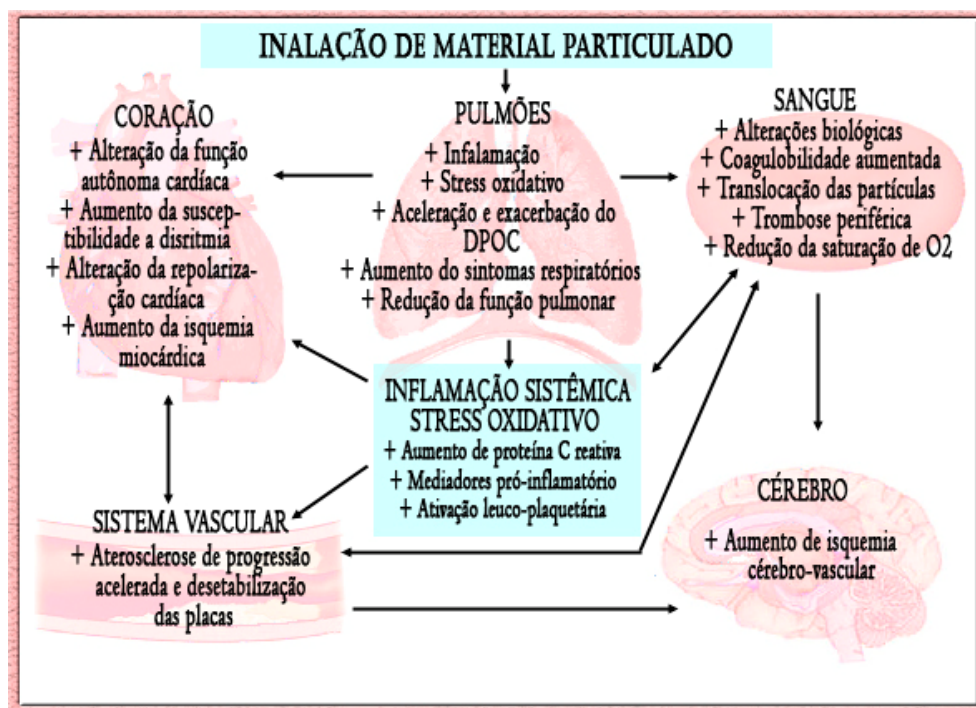 INALAÇÃO DE MATERIAL PARTICULADO
CORAÇÃO
+ Alteração da função
autônoma cardíaca
+ Aumento da suscep-
tibilidade a disritmia
+ Alteração da repolariza-
ção cardíaca
+ Aumento da isquemia
miocárdica
PULMÕES
+ Infalamação
+ Stress oxidativo
+ Aceleração e exacerbação do
DPOC
+ Aumento do sintomas respiratórios
+ Redução da função pulmonar
SANGUE
+ Alterações biológicas
+ Coagulobilidade aumentada
+ Translocação das partículas
+ Trombose periférica
+ Redução da saturação de O2
INFLAMAÇÃO SISTÊMICA
STRESS OXIDATIVO
+ Aumento de proteína C reativa
+ Mediadores pró-inflamatório
+ Ativação leuco-plaquetária
SISTEMA VASCULAR
+ Aterosclerose de progressão
acelerada e desetabilização
das placas
CÉREBRO
+ Aumento de isquemia
cérebro-vascular